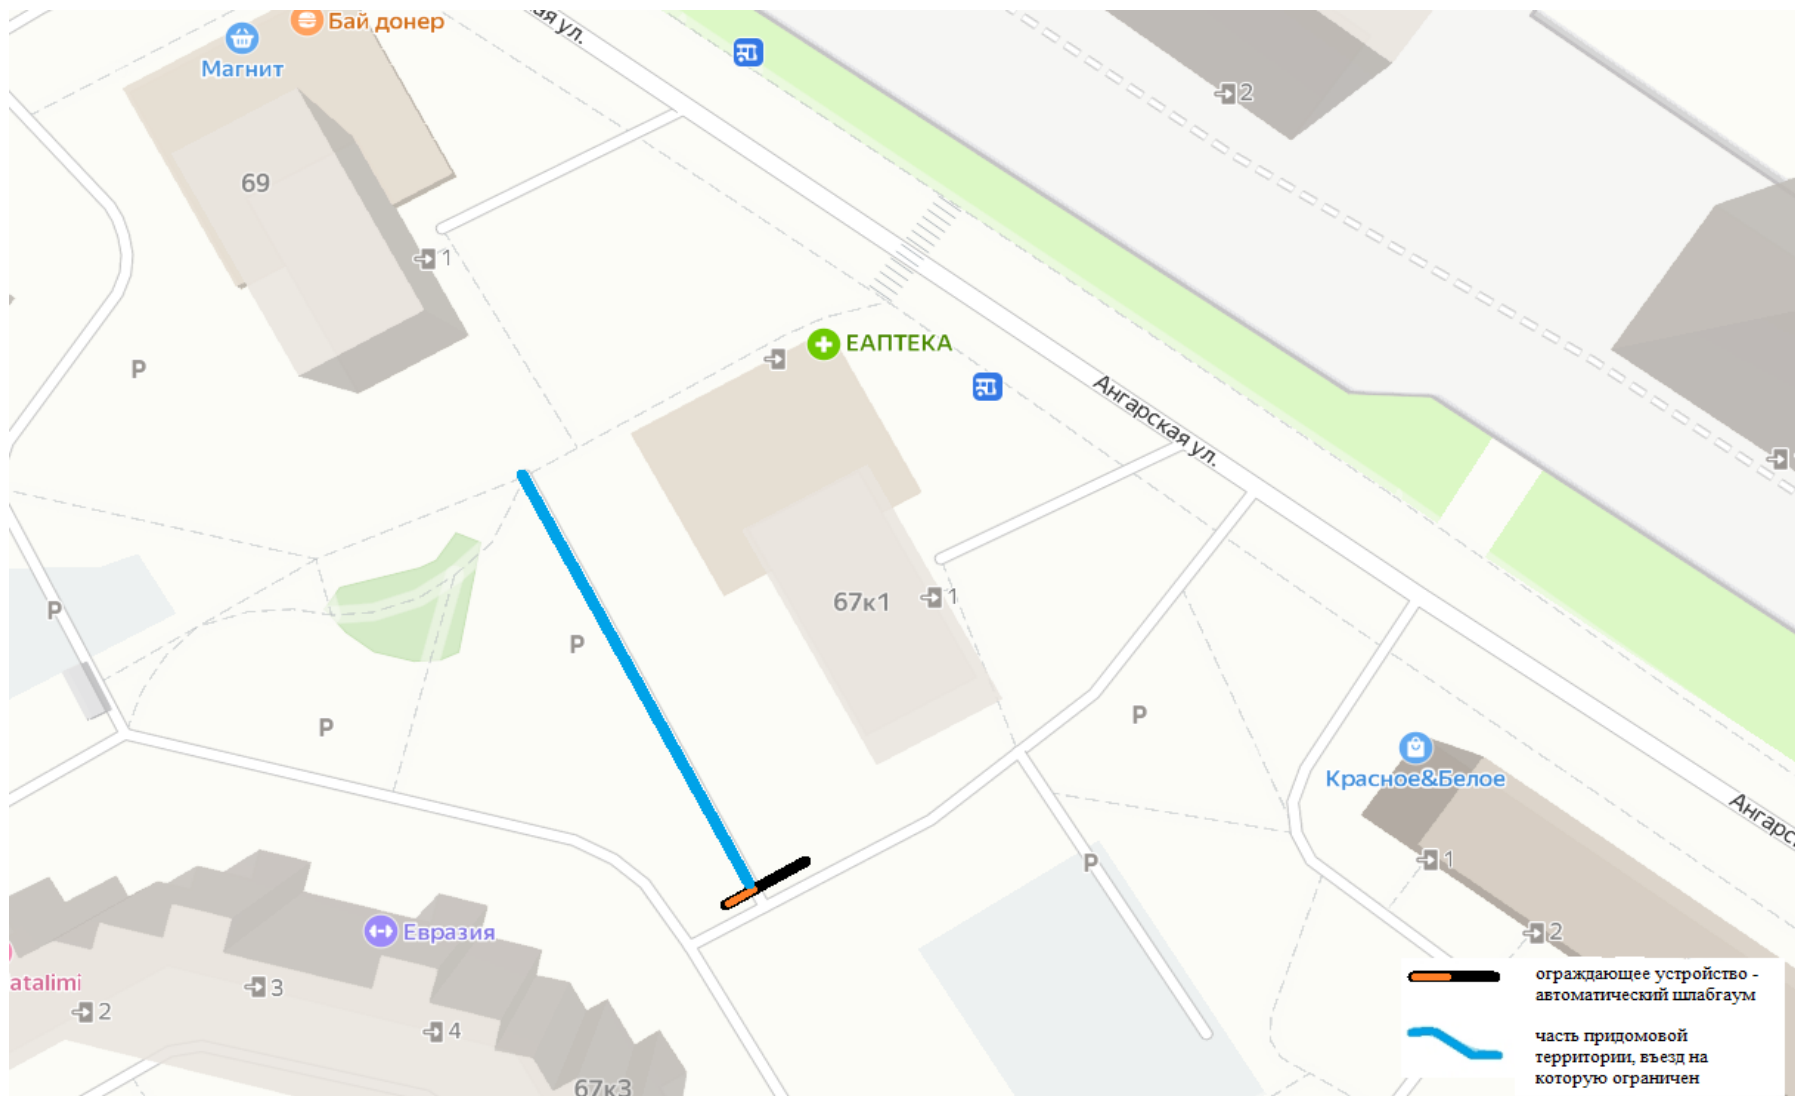 Бай донер
Магнит
ая ул.
2
69
1
P
ЕАПТЕКА
Ангарская ул.
P
67к1
1
P
P
P
Красное&Белое
Ангарс
P
1
Евразия
2
atalimi
3
2
4
67к3
ограждающее устройство -
автоматический шлабгаум
часть придомовой
территории, въезд на
которую ограничен